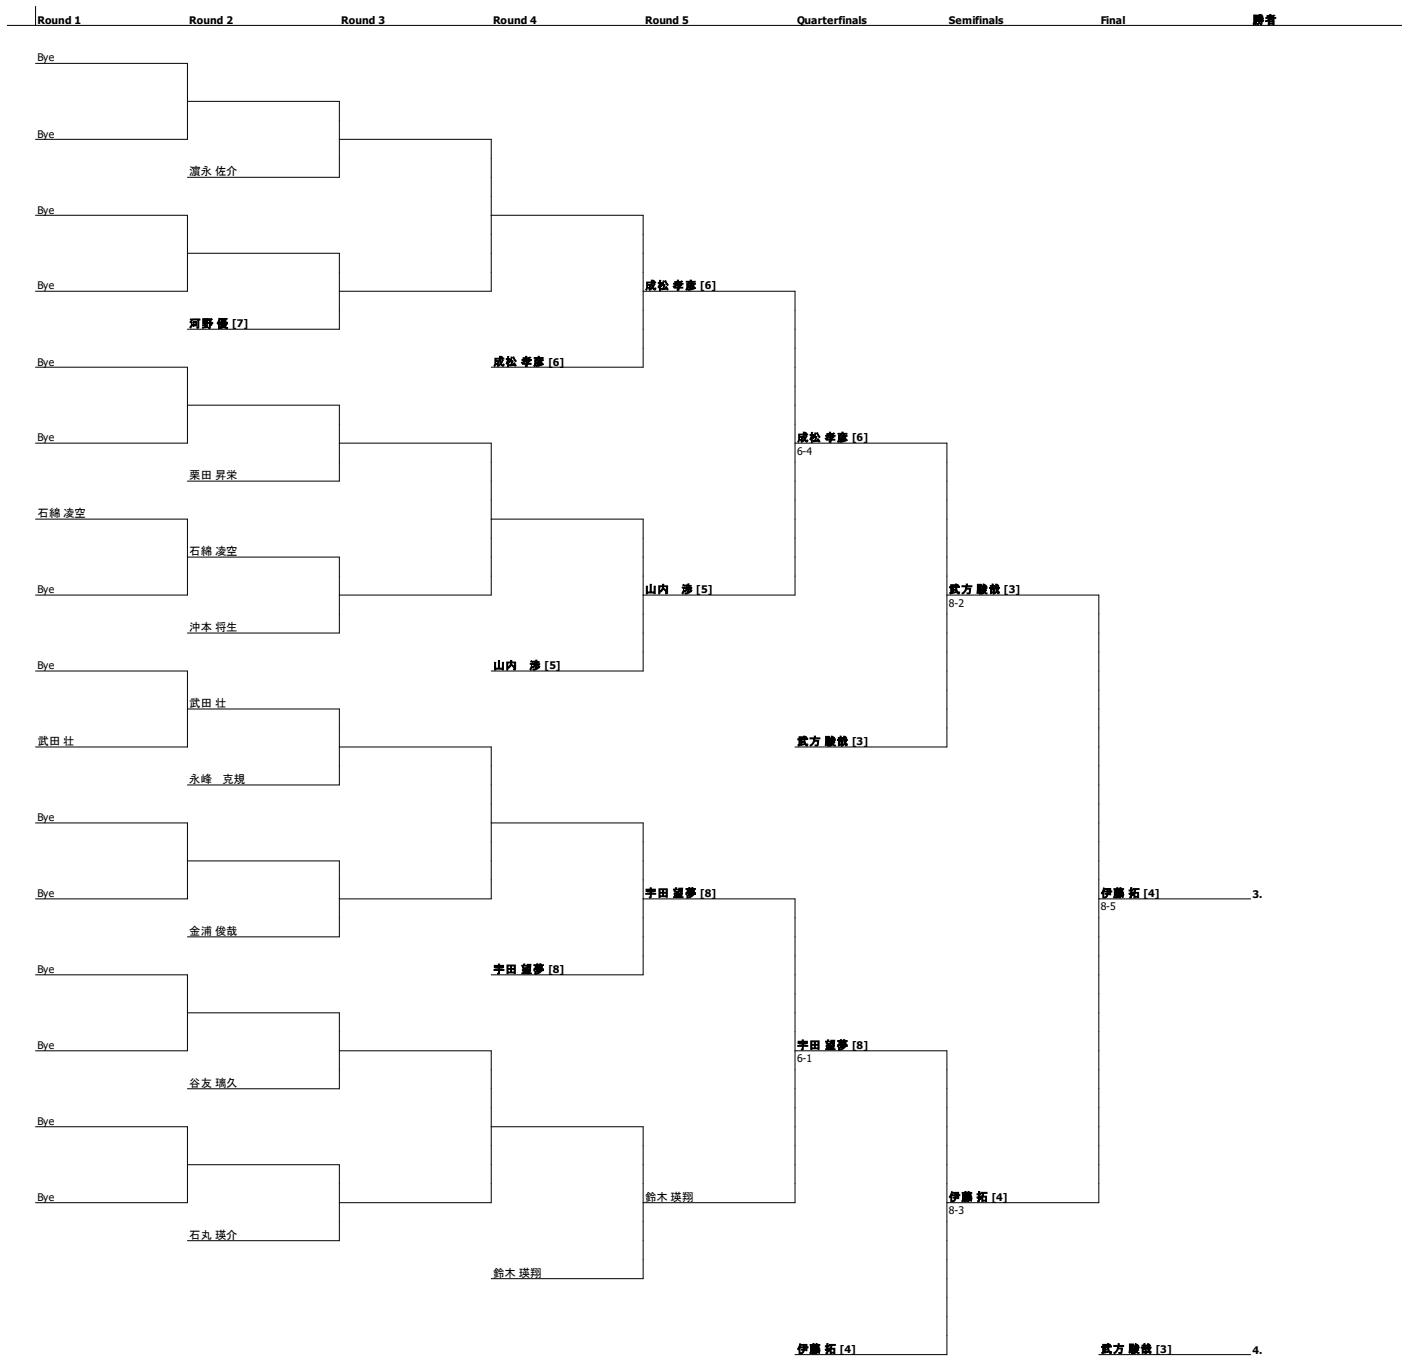 Round 1 Round 2 Round 3 Round 4 Round 5 Quarterfinals Semifinals Final 勝者
Bye
Bye
濵永 佐介
Bye
Bye
成松 孝彦 [6]
河野 優 [7]
Bye
成松 孝彦 [6]
Bye
成松 孝彦 [6]
6-4
栗田 昇栄
石綿 凌空
石綿 凌空
Bye
山内　渉 [5]
武方 駿哉 [3]
8-2
沖本 将生
Bye
山内　渉 [5]
武田 壮
武田 壮
武方 駿哉 [3]
永峰　克規
Bye
Bye
宇田 望夢 [8]
伊藤 拓 [4]
3.
8-5
金浦 俊哉
Bye
宇田 望夢 [8]
Bye
宇田 望夢 [8]
6-1
谷友 璃久
Bye
Bye
鈴木 瑛翔
伊藤 拓 [4]
8-3
石丸 瑛介
鈴木 瑛翔
伊藤 拓 [4]
武方 駿哉 [3]
4.